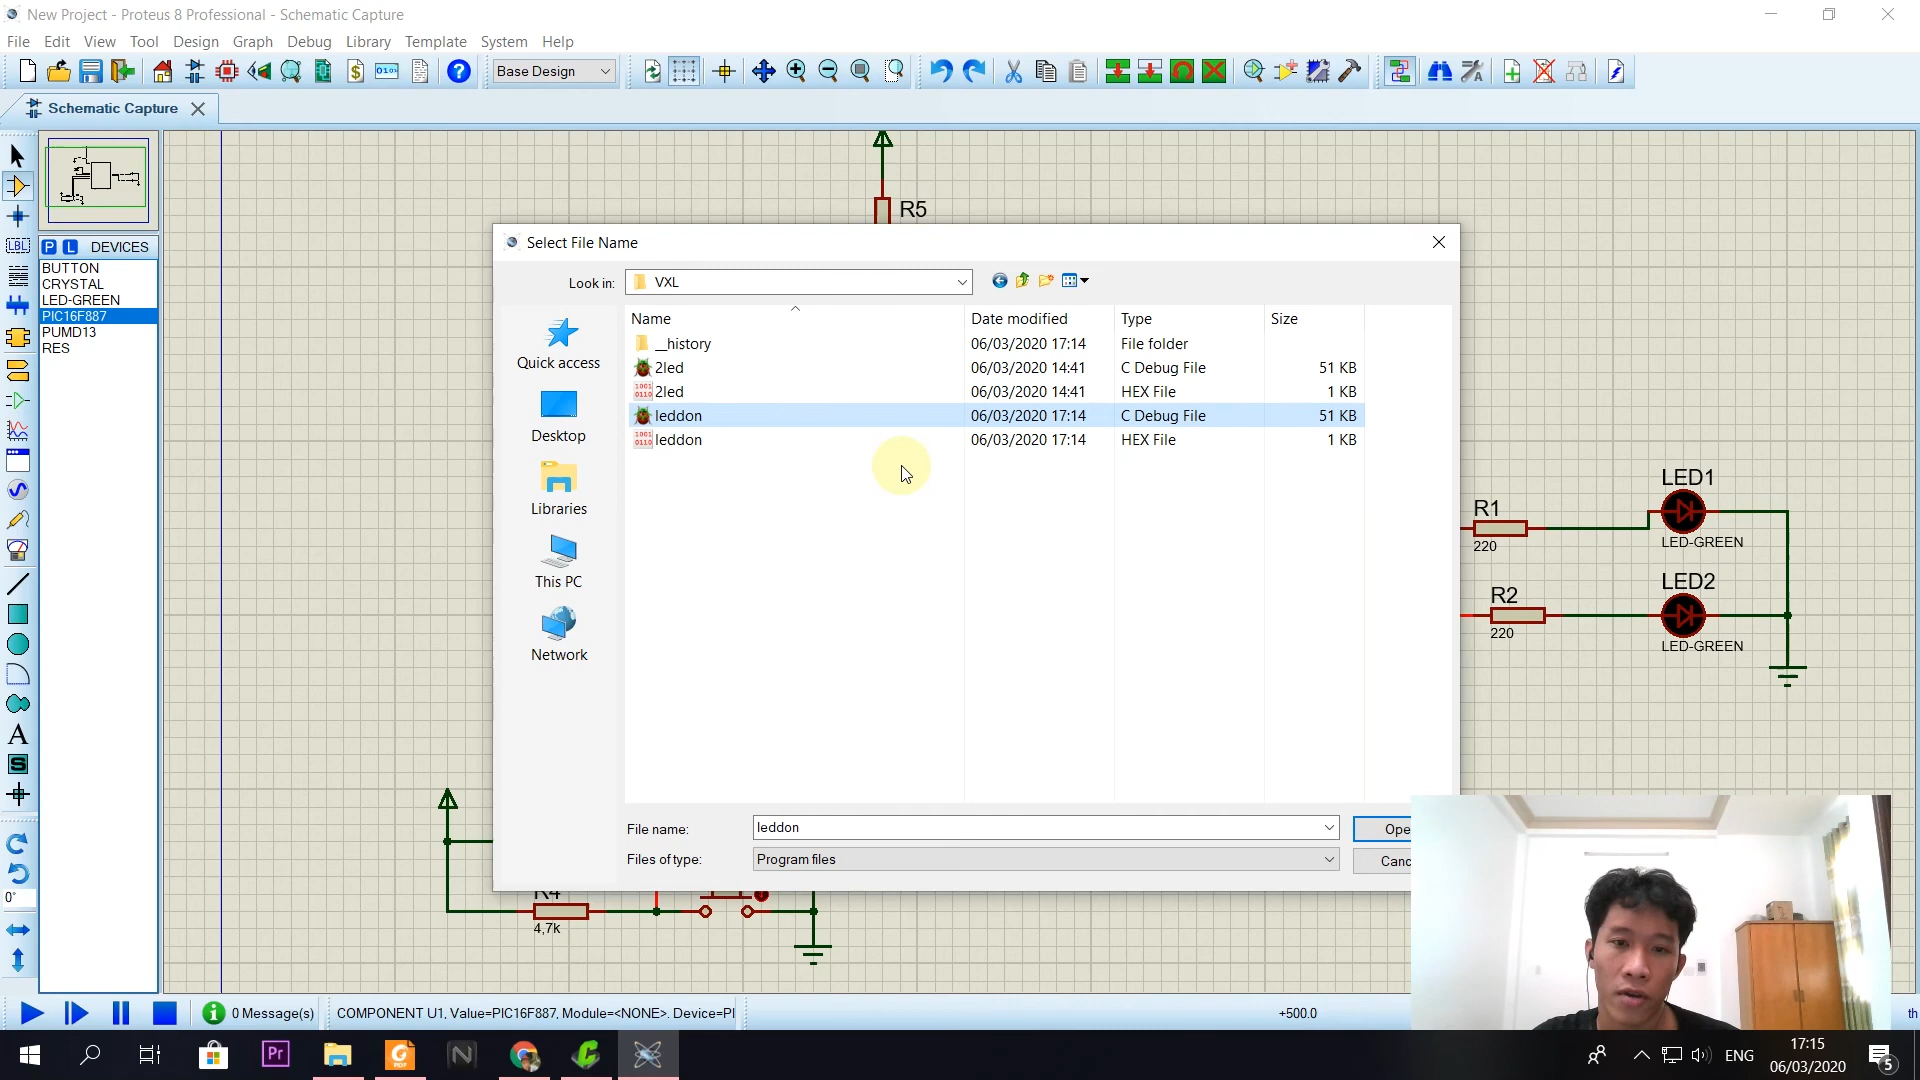 New Project - Proteus 8 Professional - Schematic Capture
File Edit View Tool Design Graph Debug Library Template System Help
Base Design
Schematic Capture
P L DEVICES
BUTTON
CRYSTAL
LED-GREEN
PIC16F887
PUMD13
RES
LBL
A
S
0°
R5
Select File Name
Look in: VXL
Name Date modified Type Size
__history 06/03/2020 17:14 File folder
2led 06/03/2020 14:41 C Debug File 51 KB
2led 06/03/2020 14:41 HEX File 1 KB
leddon 06/03/2020 17:14 C Debug File 51 KB
leddon 06/03/2020 17:14 HEX File 1 KB
Quick access
Desktop
Libraries
This PC
Network
File name: leddon
Files of type: Program files
Ope
Canc
R1
220
LED1
LED-GREEN
R2
220
LED2
LED-GREEN
R4
4,7k
0 Message(s)
COMPONENT U1, Value=PIC16F887, Module=<NONE>, Device=PI
+500.0
th
Pr
PDF
N
ENG
17:15
06/03/2020
5